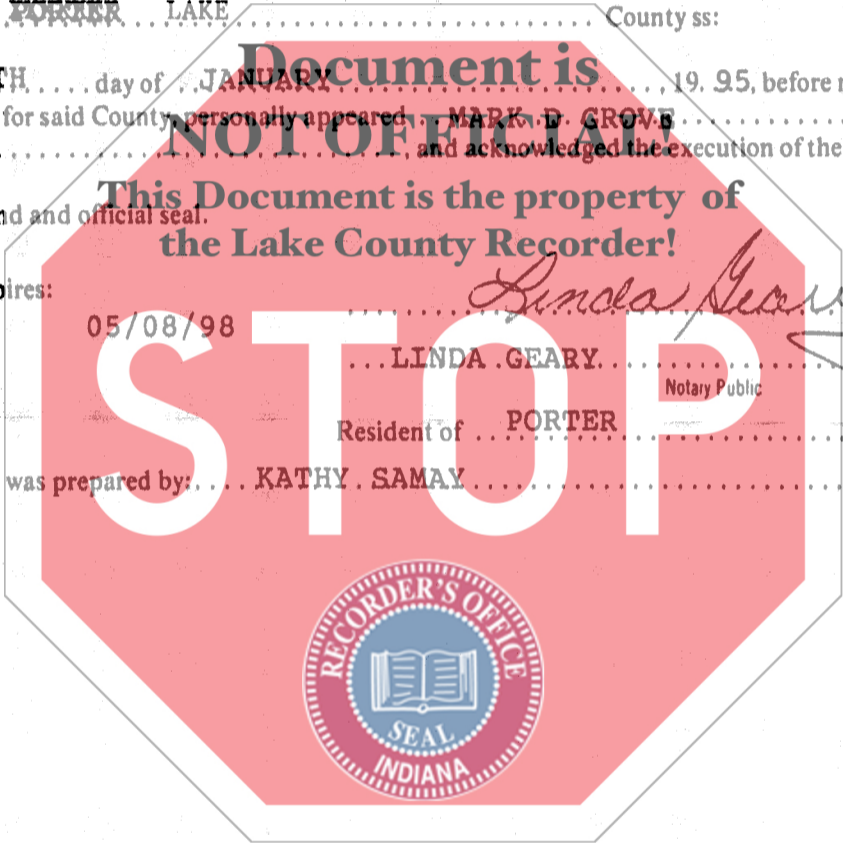 PORTER LAKE County ss:
TH day of JANUARY, 19.95, before
for said County, personally appeared MARK D. GROVE
, and acknowledged the execution of the
and official seal.
Document is
NOT OFFICIAL!
This Document is the property of
the Lake County Recorder!
05/08/98
Linda Geary
LINDA GEARY
Notary Public
Resident of PORTER
was prepared by: KATHY SAMAY
STOP
RECORDER'S OFFICE
SEAL
INDIANA